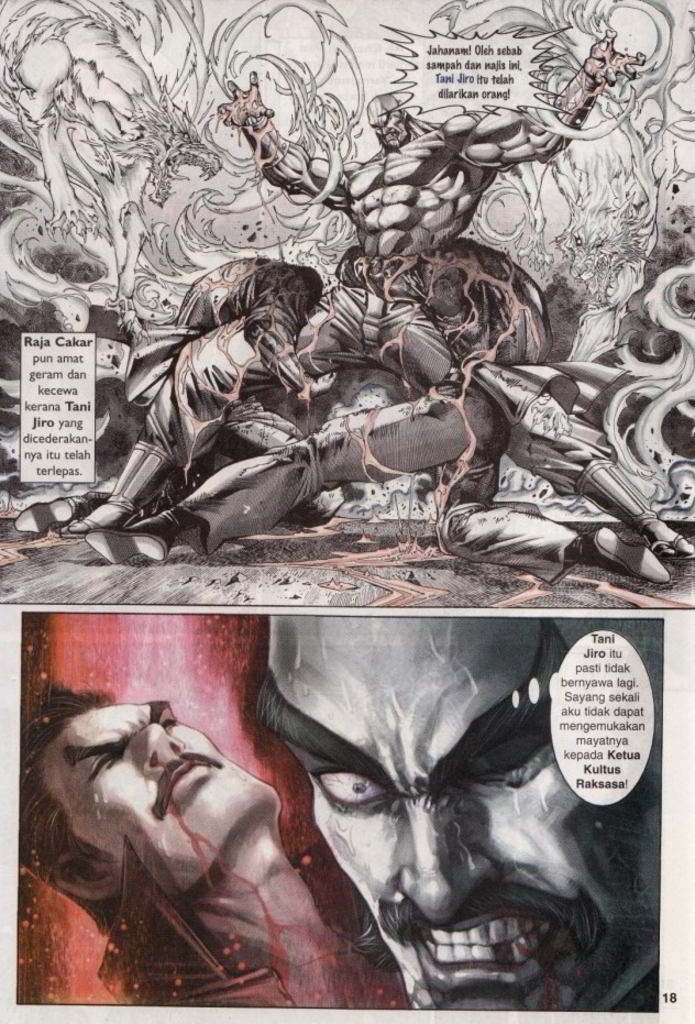 Jahanam! Oleh sebab
sampah dan najis ini,
Tani Jiro itu telah
dilarikan orang!
Raja Cakar
pun amat
geram dan
kecewa
kerana Tani
Jiro yang
dicederakan-
nya itu telah
terlepas.
Tani
Jiro itu
pasti tidak
bernyawa lagi.
Sayang sekali
aku tidak dapat
mengemukakan
mayatnya
kepada Ketua
Kultus
Raksasa!
18